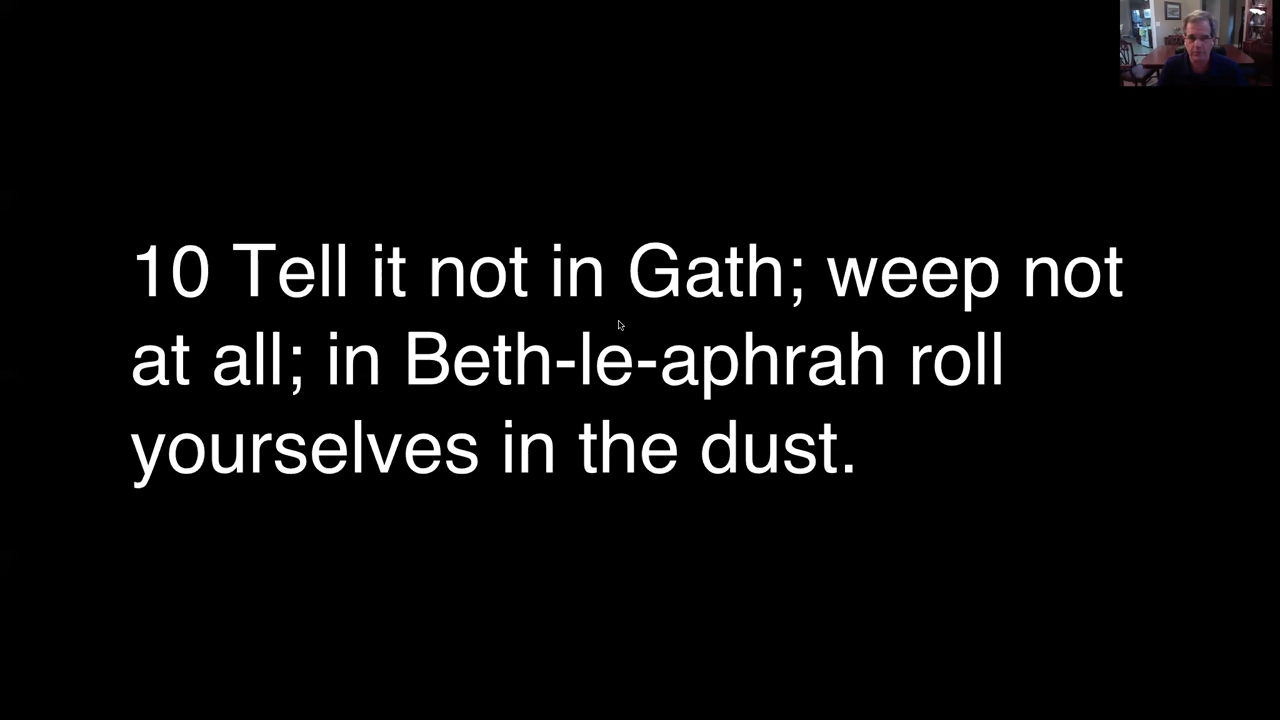 10 Tell it not in Gath; weep not
at all; in Beth-le-aphrah roll
yourselves in the dust.